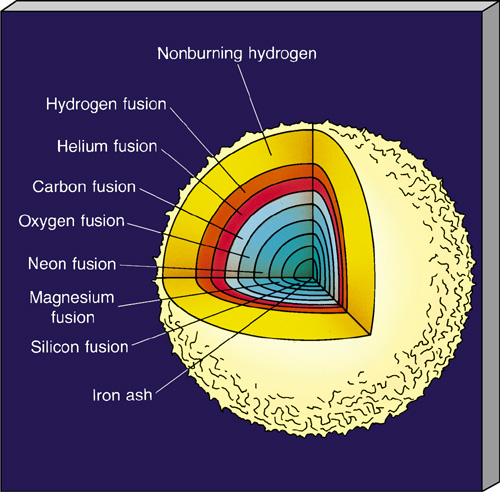 Nonburning hydrogen
Hydrogen fusion
Helium fusion
Carbon fusion
Oxygen fusion
Neon fusion
Magnesium
fusion
Silicon fusion
Iron ash